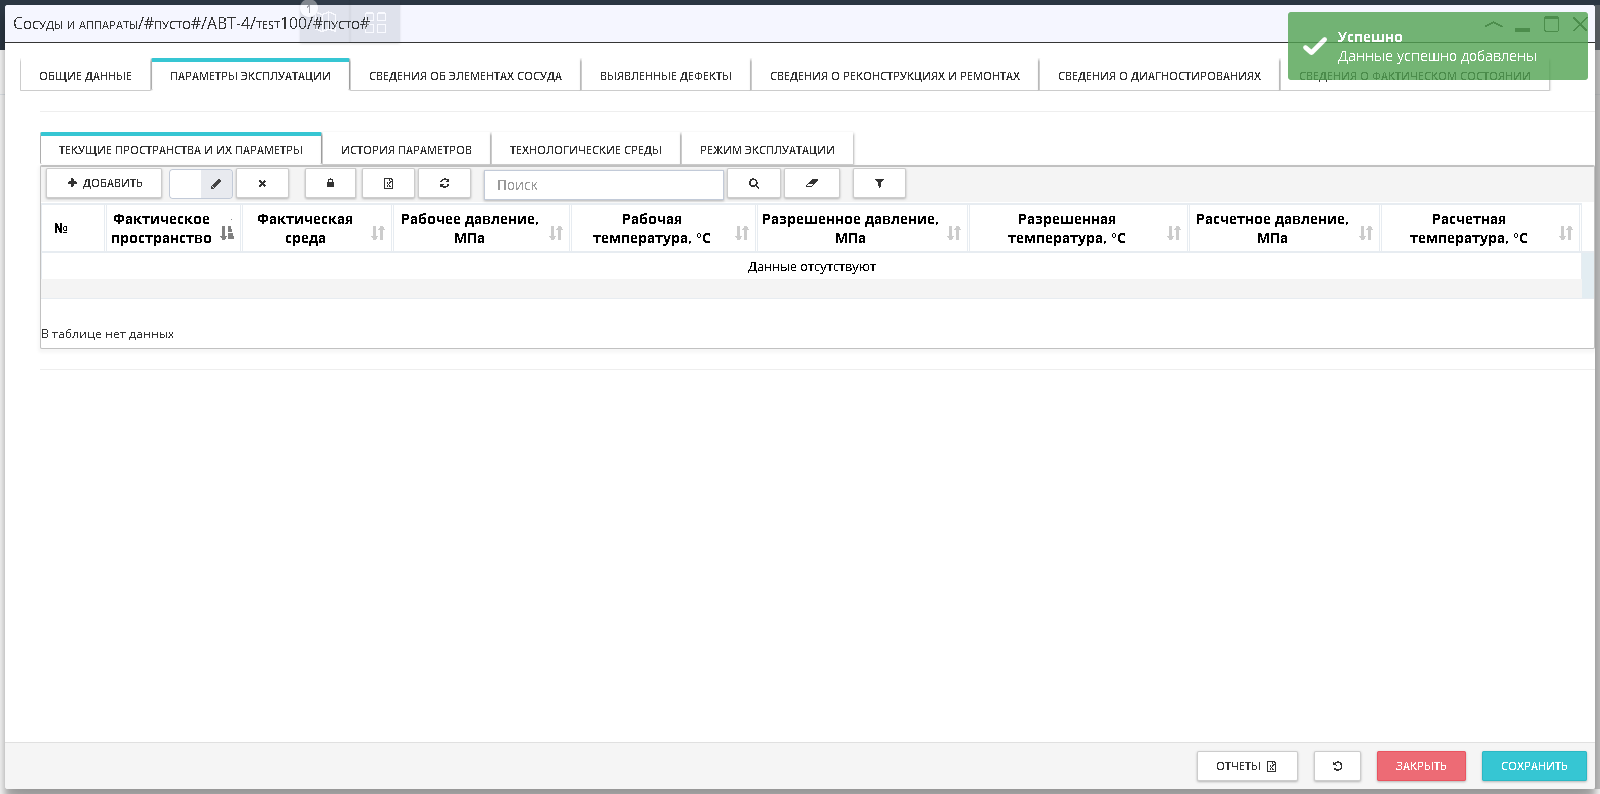 Сосуды и аппараты/#пусто#/АВТ-4/test100/#пусто#
1
Успешно
Данные успешно добавлены
ОБЩИЕ ДАННЫЕ
ПАРАМЕТРЫ ЭКСПЛУАТАЦИИ
СВЕДЕНИЯ ОБ ЭЛЕМЕНТАХ СОСУДА
ВЫЯВЛЕННЫЕ ДЕФЕКТЫ
СВЕДЕНИЯ О РЕКОНСТРУКЦИЯХ И РЕМОНТАХ
СВЕДЕНИЯ О ДИАГНОСТИРОВАНИЯХ
СВЕДЕНИЯ О ФАКТИЧЕСКОМ СОСТОЯНИИ
ТЕКУЩИЕ ПРОСТРАНСТВА И ИХ ПАРАМЕТРЫ
ИСТОРИЯ ПАРАМЕТРОВ
ТЕХНОЛОГИЧЕСКИЕ СРЕДЫ
РЕЖИМ ЭКСПЛУАТАЦИИ
ДОБАВИТЬ
Поиск
№
Фактическое
пространство
Фактическая
среда
Рабочее давление,
МПа
Рабочая
температура, °С
Разрешенное давление,
МПа
Разрешенная
температура, °С
Расчетное давление,
МПа
Расчетная
температура, °С
Данные отсутствуют
В таблице нет данных
ОТЧЕТЫ
ЗАКРЫТЬ
СОХРАНИТЬ